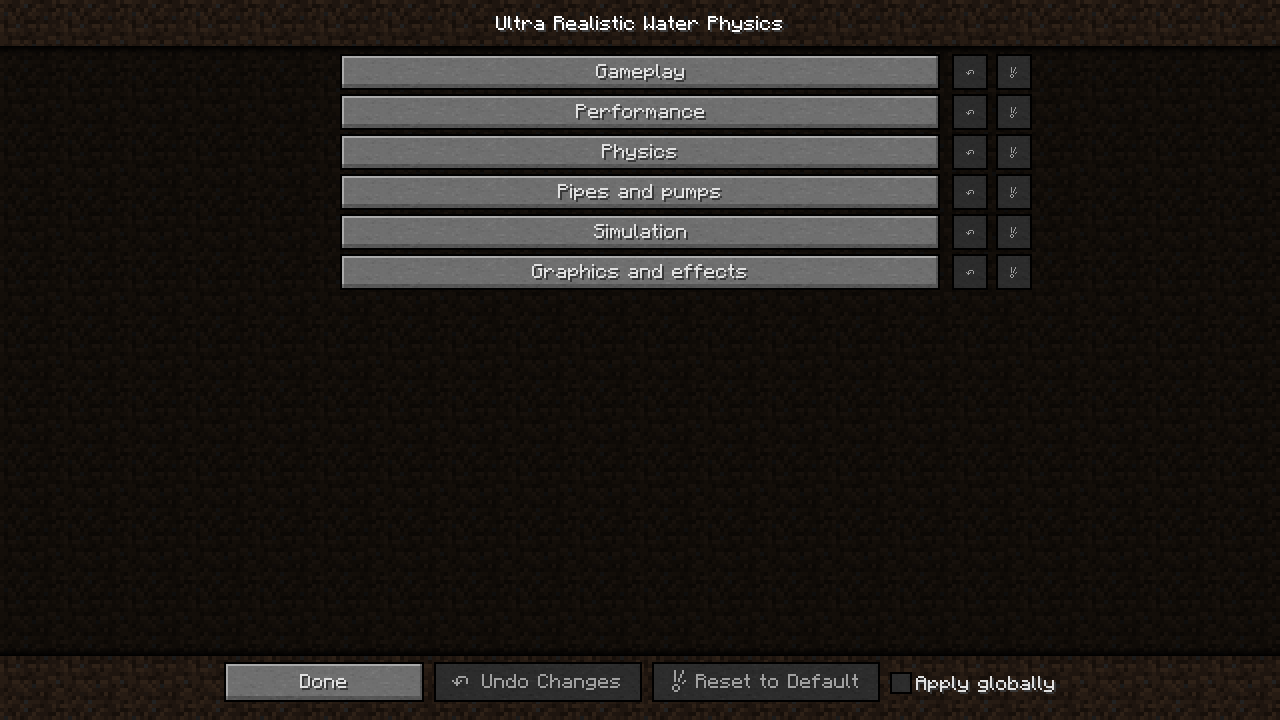 Ultra Realistic Water Physics
Gameplay
Performance
Physics
Pipes and pumps
Simulation
Graphics and effects
Done
Undo Changes
Reset to Default
Apply globally